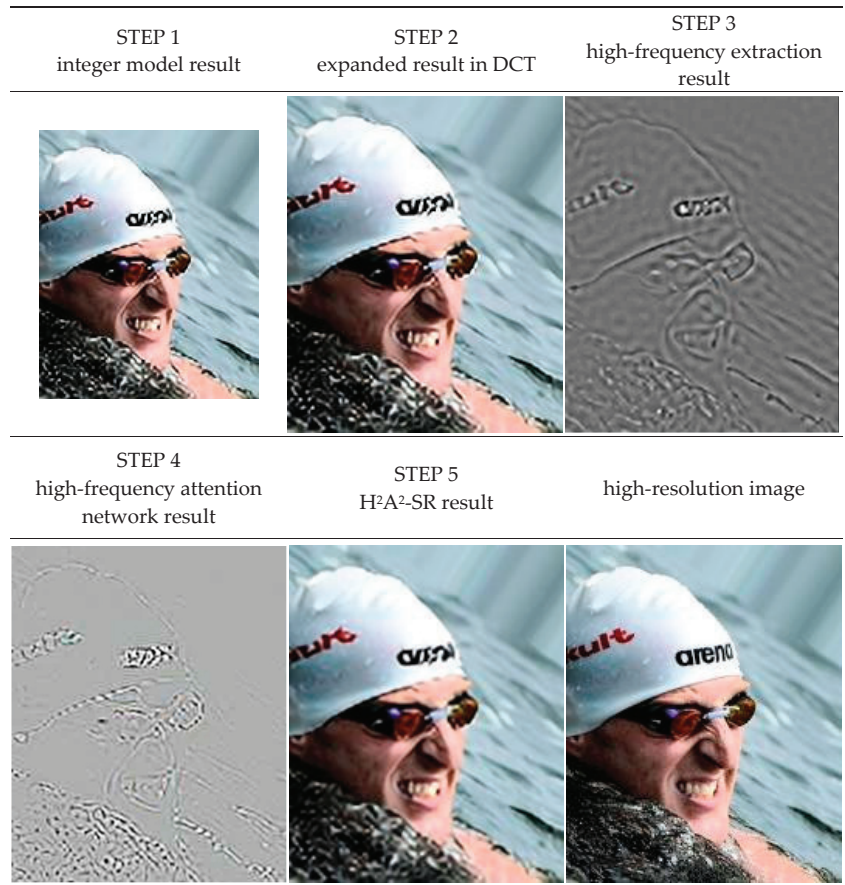 STEP 1
integer model result
STEP 2
expanded result in DCT
STEP 3
high-frequency extraction
result
STEP 4
high-frequency attention
network result
STEP 5
H²A²-SR result
high-resolution image
kult
arena